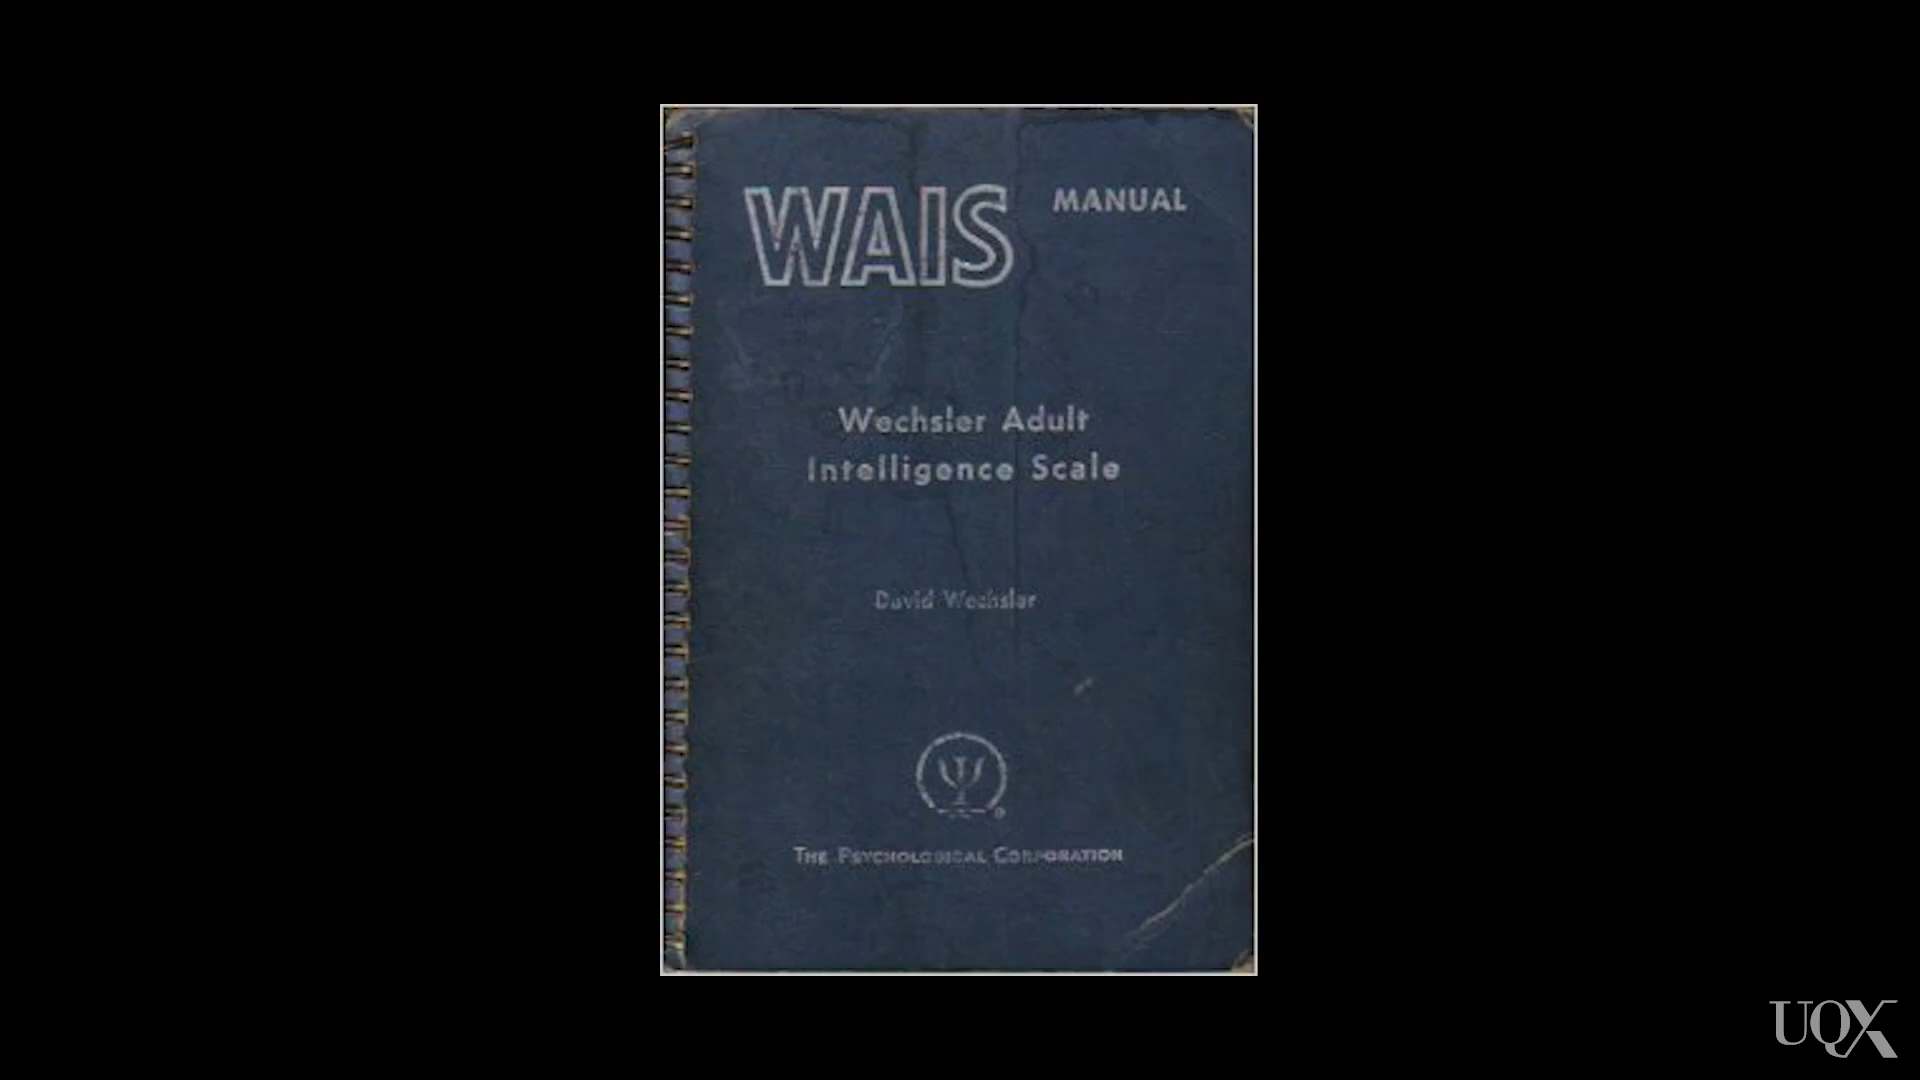 WAIS MANUAL
Wechsler Adult
Intelligence Scale
David Wechsler
Ψ
THE PSYCHOLOGICAL CORPORATION
UQX